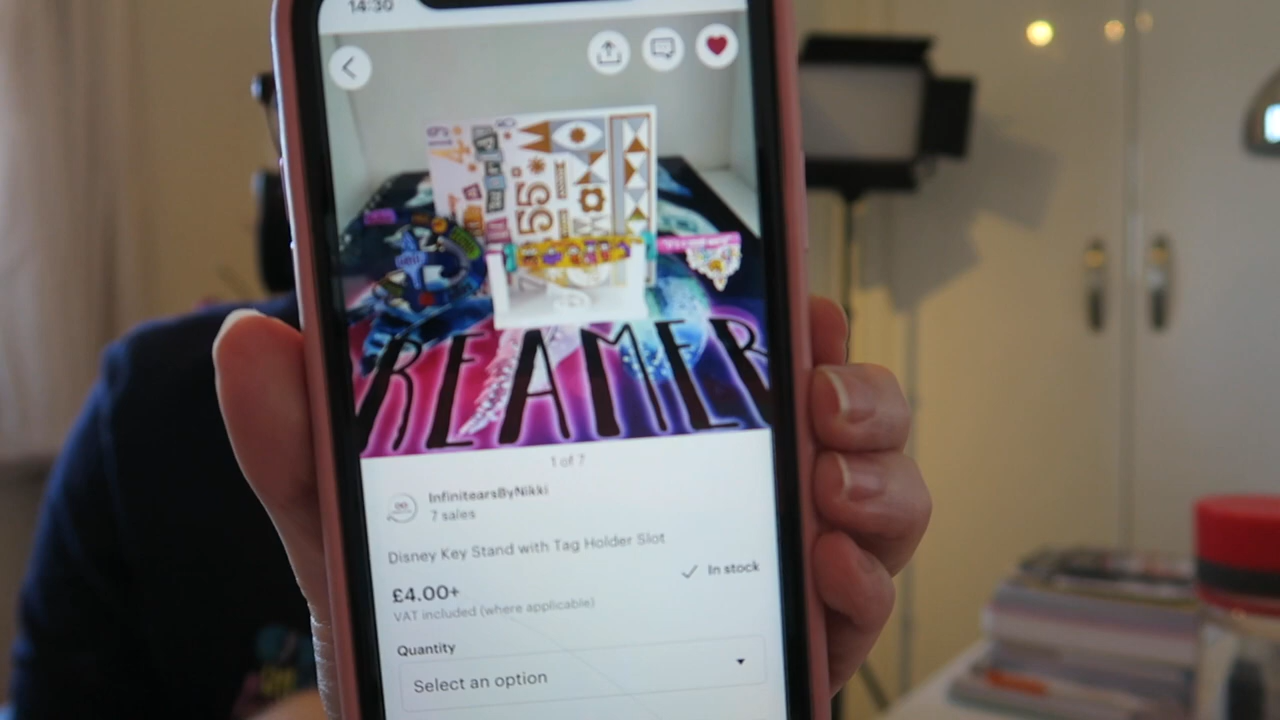 14:30
55
REAMER
1 of 7
InfinitearsByNikki
7 sales
Disney Key Stand with Tag Holder Slot
In stock
£4.00+
VAT included (where applicable)
Quantity
Select an option